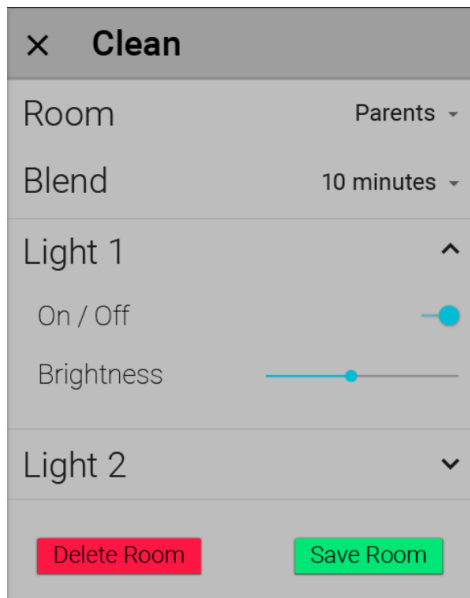 Clean
Room Parents
Blend 10 minutes
Light 1
On / Off
Brightness
Light 2
Delete Room Save Room